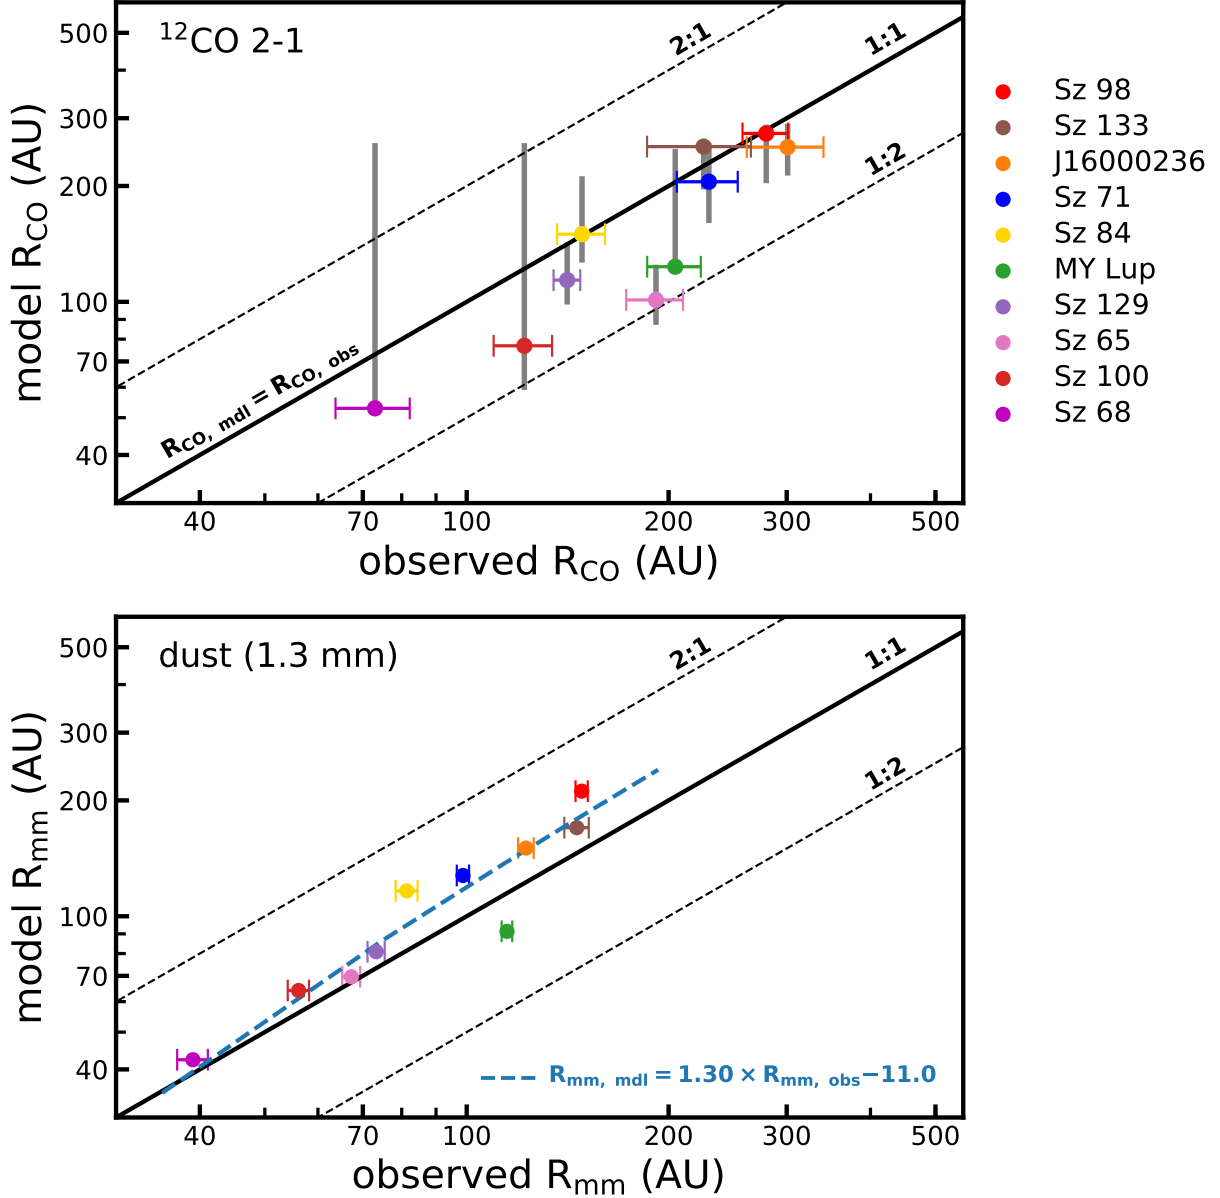 ¹²CO 2-1
2:1
1:1
1:2
R_CO, mdl = R_CO, obs
model R_CO (AU)
500
300
200
100
70
40
40 70 100 200 300 500
observed R_CO (AU)
Sz 98
Sz 133
J16000236
Sz 71
Sz 84
MY Lup
Sz 129
Sz 65
Sz 100
Sz 68
dust (1.3 mm)
2:1
1:1
1:2
R_mm, mdl = 1.30 × R_mm, obs−11.0
model R_mm (AU)
500
300
200
100
70
40
40 70 100 200 300 500
observed R_mm (AU)